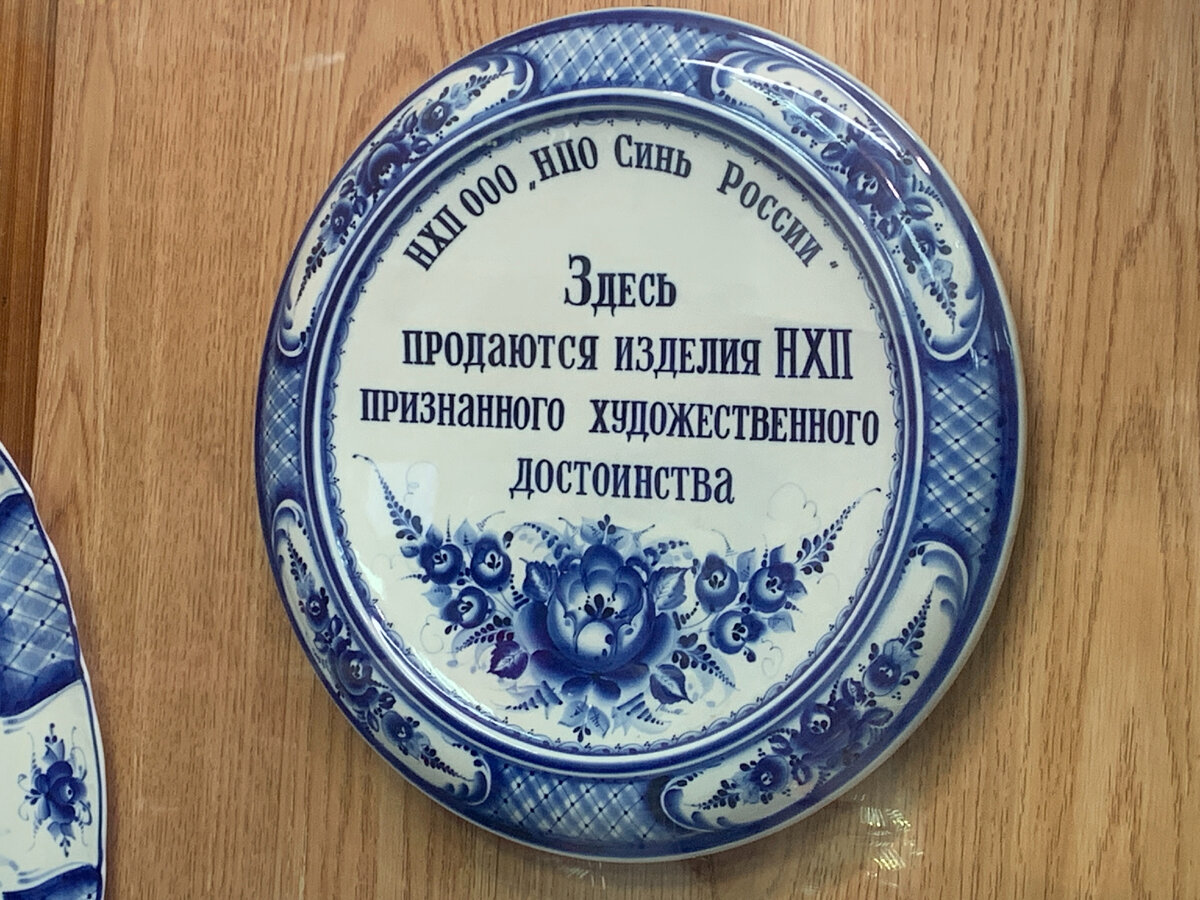 НХП ООО „НПО Синь России"
Здесь
продаются изделия НХП
признанного художественного
достоинства